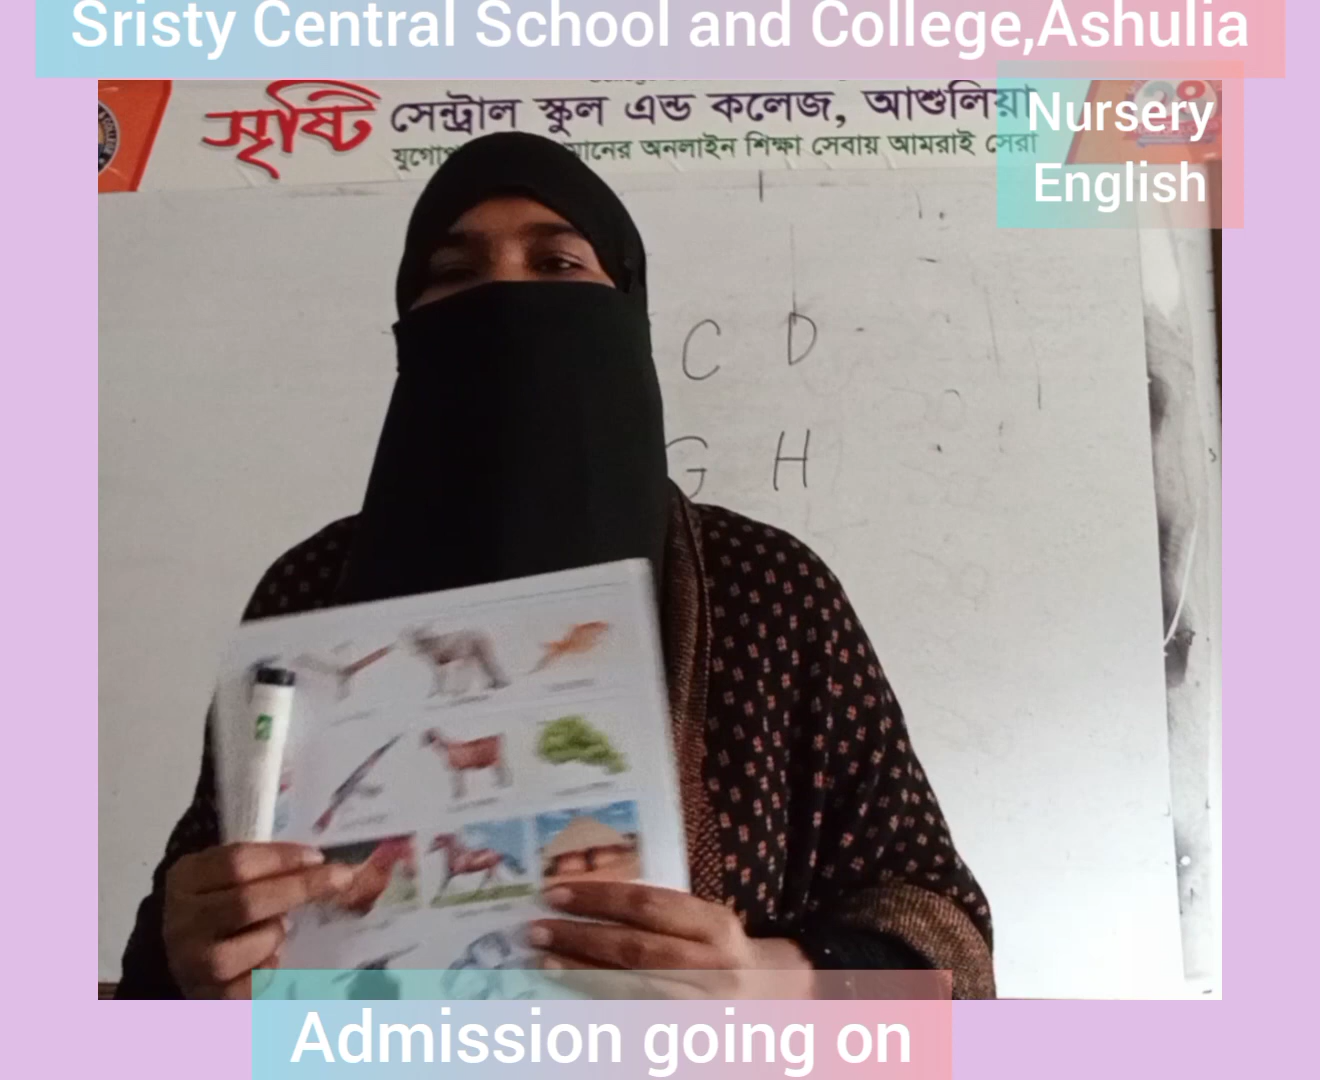 Sristy Central School and College,Ashulia
সৃষ্টি সেন্ট্রাল স্কুল এন্ড কলেজ, আশুলিয়া
অনলাইন শিক্ষা সেবায় আমরাই সেরা
Nursery
English
C D
G H
Admission going on